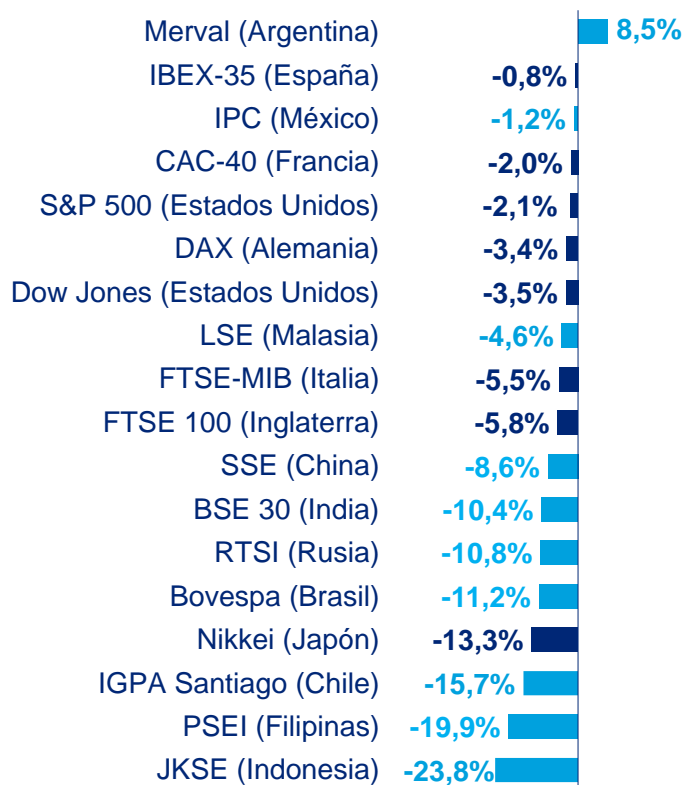 Merval (Argentina) 8,5%
IBEX-35 (España) -0,8%
IPC (México) -1,2%
CAC-40 (Francia) -2,0%
S&P 500 (Estados Unidos) -2,1%
DAX (Alemania) -3,4%
Dow Jones (Estados Unidos) -3,5%
LSE (Malasia) -4,6%
FTSE-MIB (Italia) -5,5%
FTSE 100 (Inglaterra) -5,8%
SSE (China) -8,6%
BSE 30 (India) -10,4%
RTSI (Rusia) -10,8%
Bovespa (Brasil) -11,2%
Nikkei (Japón) -13,3%
IGPA Santiago (Chile) -15,7%
PSEI (Filipinas) -19,9%
JKSE (Indonesia) -23,8%